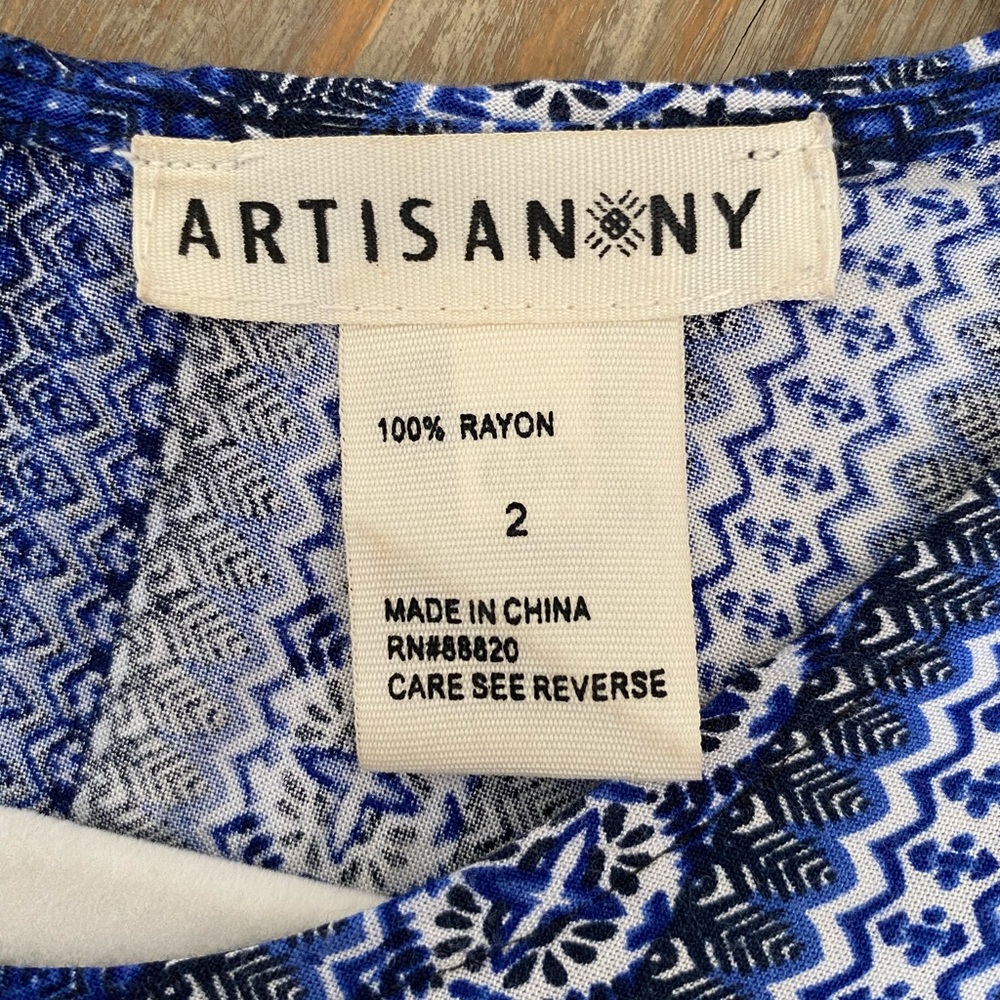 ARTISAN NY
100% RAYON
2
MADE IN CHINA
RN#88820
CARE SEE REVERSE